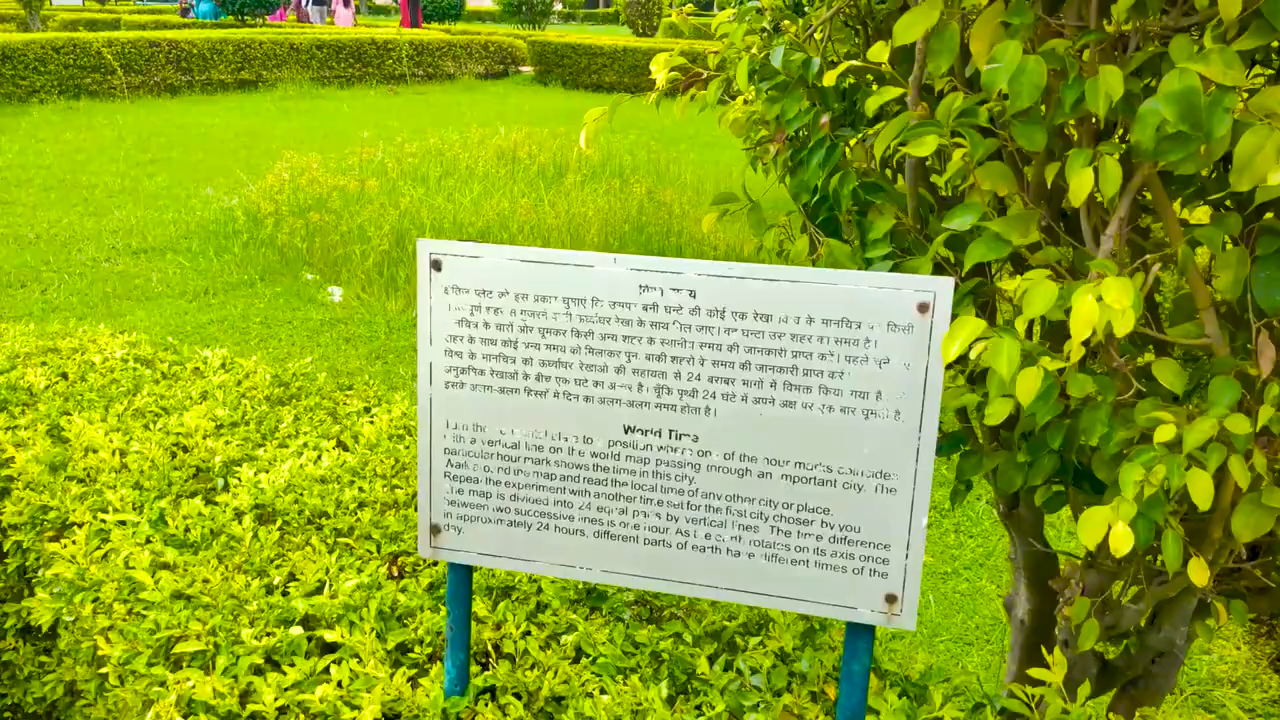 प्लेट को इस प्रकार घुमाएं कि उसपर बनी घन्टे की कोई एक रेखा विश्व के मानचित्र पर किसी
शहर से गुजरने वाली ऊर्ध्वाधर रेखा के साथ मिल जाए। वह घन्टा उस शहर का समय है।
के चारों ओर घूमकर किसी अन्य शहर के स्थानीय समय की जानकारी प्राप्त करें। पहले
शहर के साथ कोई अन्य समय को मिलाकर पुनः बाकी शहरों के समय की जानकारी प्राप्त करें
विश्व के मानचित्र को ऊर्ध्वाधर रेखाओं की सहायता से 24 बराबर भागों में विभक्त किया गया है
अनुक्रमिक रेखाओं के बीच एक घंटे का अन्तर है। चूँकि पृथ्वी 24 घंटे में अपने अक्ष पर एक बार घूमती है,
इसके अलग-अलग हिस्सों में दिन का अलग-अलग समय होता है।
World Time
Turn the to a position where one of the hour marks coincides
with a vertical line on the world map passing through an important city. The
particular hour mark shows the time in this city.
Walk around the map and read the local time of any other city or place.
Repeat the experiment with another time set for the first city chosen by you
The map is divided into 24 equal parts by vertical lines. The time difference
between two successive lines is one hour. As the earth rotates on its axis once
in approximately 24 hours, different parts of earth have different times of the
day.